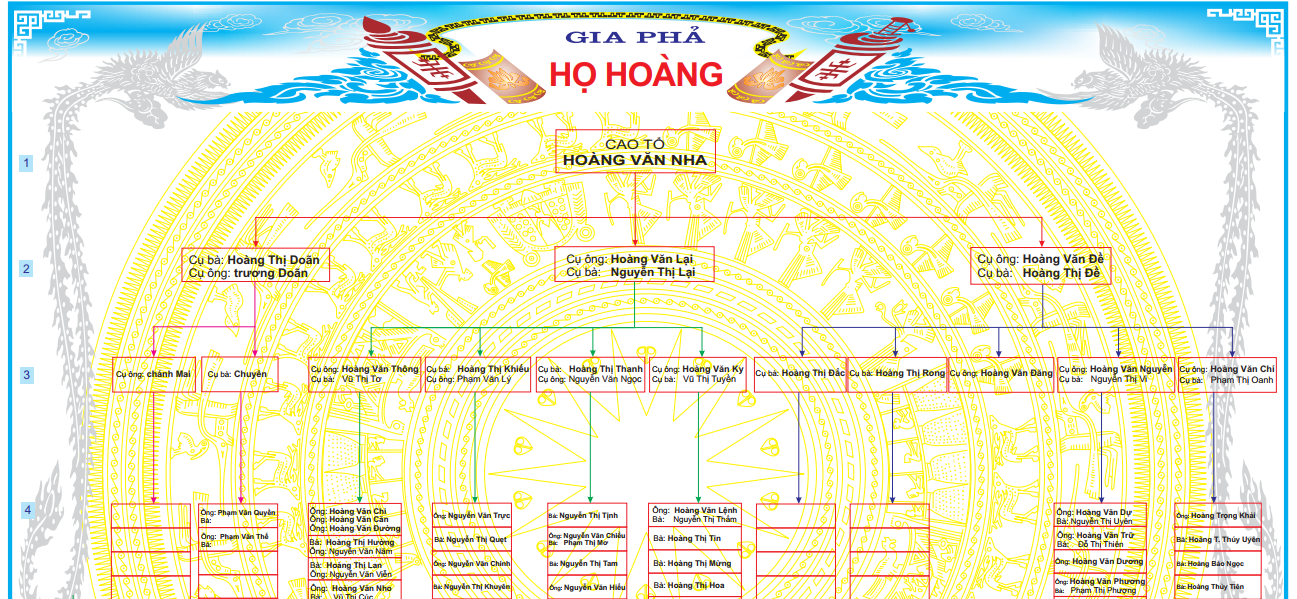 GIA PHẢ
HỌ HOÀNG
1
CAO TỔ
HOÀNG VĂN NHA
2
Cụ bà: Hoàng Thị Doãn
Cụ ông: trương Doãn
Cụ ông: Hoàng Văn Lại
Cụ bà: Nguyễn Thị Lại
Cụ ông: Hoàng Văn Đề
Cụ bà: Hoàng Thị Đề
3
Cụ ông: chánh Mai
Cụ bà: Chuyên
Cụ ông: Hoàng Văn Thông
Cụ bà: Vũ Thị Tơ
Cụ bà: Hoàng Thị Khiếu
Cụ ông: Phạm Văn Lý
Cụ bà: Hoàng Thị Thanh
Cụ ông: Nguyễn Văn Ngọc
Cụ ông: Hoàng Văn Ky
Cụ bà: Vũ Thị Tuyên
Cụ bà: Hoàng Thị Đắc
Cụ bà: Hoàng Thị Rong
Cụ ông: Hoàng Văn Đăng
Cụ ông: Hoàng Văn Nguyễn
Cụ bà: Nguyễn Thị Vi
Cụ ông: Hoàng Văn Chi
Cụ bà: Phạm Thị Oanh
4
Ông: Phạm Văn Quyền
Bà:
Ông: Phạm Văn Thế
Bà:
Ông: Hoàng Văn Chi
Ông: Hoàng Văn Căn
Ông: Hoàng Văn Đường
Bà: Hoàng Thị Hường
Ông: Nguyễn Văn Năm
Bà: Hoàng Thị Lan
Ông: Nguyễn Văn Viễn
Ông: Hoàng Văn Nho
Bà: Vũ Thị Cúc
Ông: Nguyễn Văn Trực
Bà: Nguyễn Thị Quẹt
Ông: Nguyễn Văn Chinh
Bà: Nguyễn Thị Khuyên
Bà: Nguyễn Thị Tịnh
Ông: Nguyễn Văn Chiểu
Bà: Phạm Thị Mơ
Bà: Nguyễn Thị Tam
Ông: Nguyễn Văn Hiếu
Ông: Hoàng Văn Lệnh
Bà: Nguyễn Thị Thắm
Bà: Hoàng Thị Tin
Bà: Hoàng Thị Mừng
Bà: Hoàng Thị Hoa
Ông: Hoàng Văn Dự
Bà: Nguyễn Thị Uyên
Ông: Hoàng Văn Trữ
Bà: Đỗ Thị Thiên
Ông: Hoàng Văn Dương
Ông: Hoàng Văn Phương
Bà: Phạm Thị Phượng
Ông: Hoàng Trọng Khải
Bà: Hoàng T. Thúy Uyên
Bà: Hoàng Bảo Ngọc
Bà: Hoàng Thủy Tiên